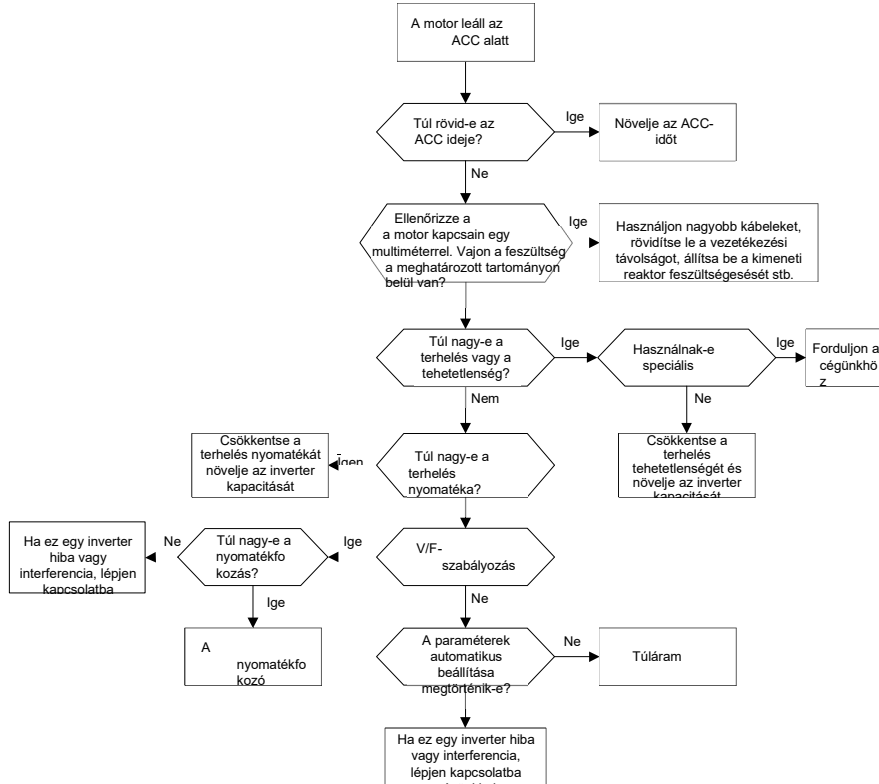 A motor leáll az
ACC alatt
Túl rövid-e az
ACC ideje?
Ige
Növelje az ACC-
időt
Ne
Ellenőrizze a
a motor kapcsain egy
multiméterrel. Vajon a feszültség
a meghatározott tartományon
belül van?
Ige
Használjon nagyobb kábeleket,
rövidítse le a vezetékezési
távolságot, állítsa be a kimeneti
reaktor feszültségesését stb.
Túl nagy-e a
terhelés vagy a
tehetetlenség?
Ige
Használnak-e
speciális
Ige
Forduljon a
cégünkhö
z
Nem
Ne
Csökkentse a
terhelés nyomatékát
növelje az inverter
kapacitását
Igen
Túl nagy-e a
terhelés
nyomatéka?
Csökkentse a
terhelés
tehetetlenségét és
növelje az inverter
kapacitását
Ha ez egy inverter
hiba vagy
interferencia, lépjen
kapcsolatba
Ne
Túl nagy-e a
nyomatékfo
kozás?
Ige
V/F-
szabályozás
Ige
Ne
A
nyomatékfo
kozó
A paraméterek
automatikus
beállítása
megtörténik-e?
Ne
Túláram
Ha ez egy inverter hiba
vagy interferencia,
lépjen kapcsolatba